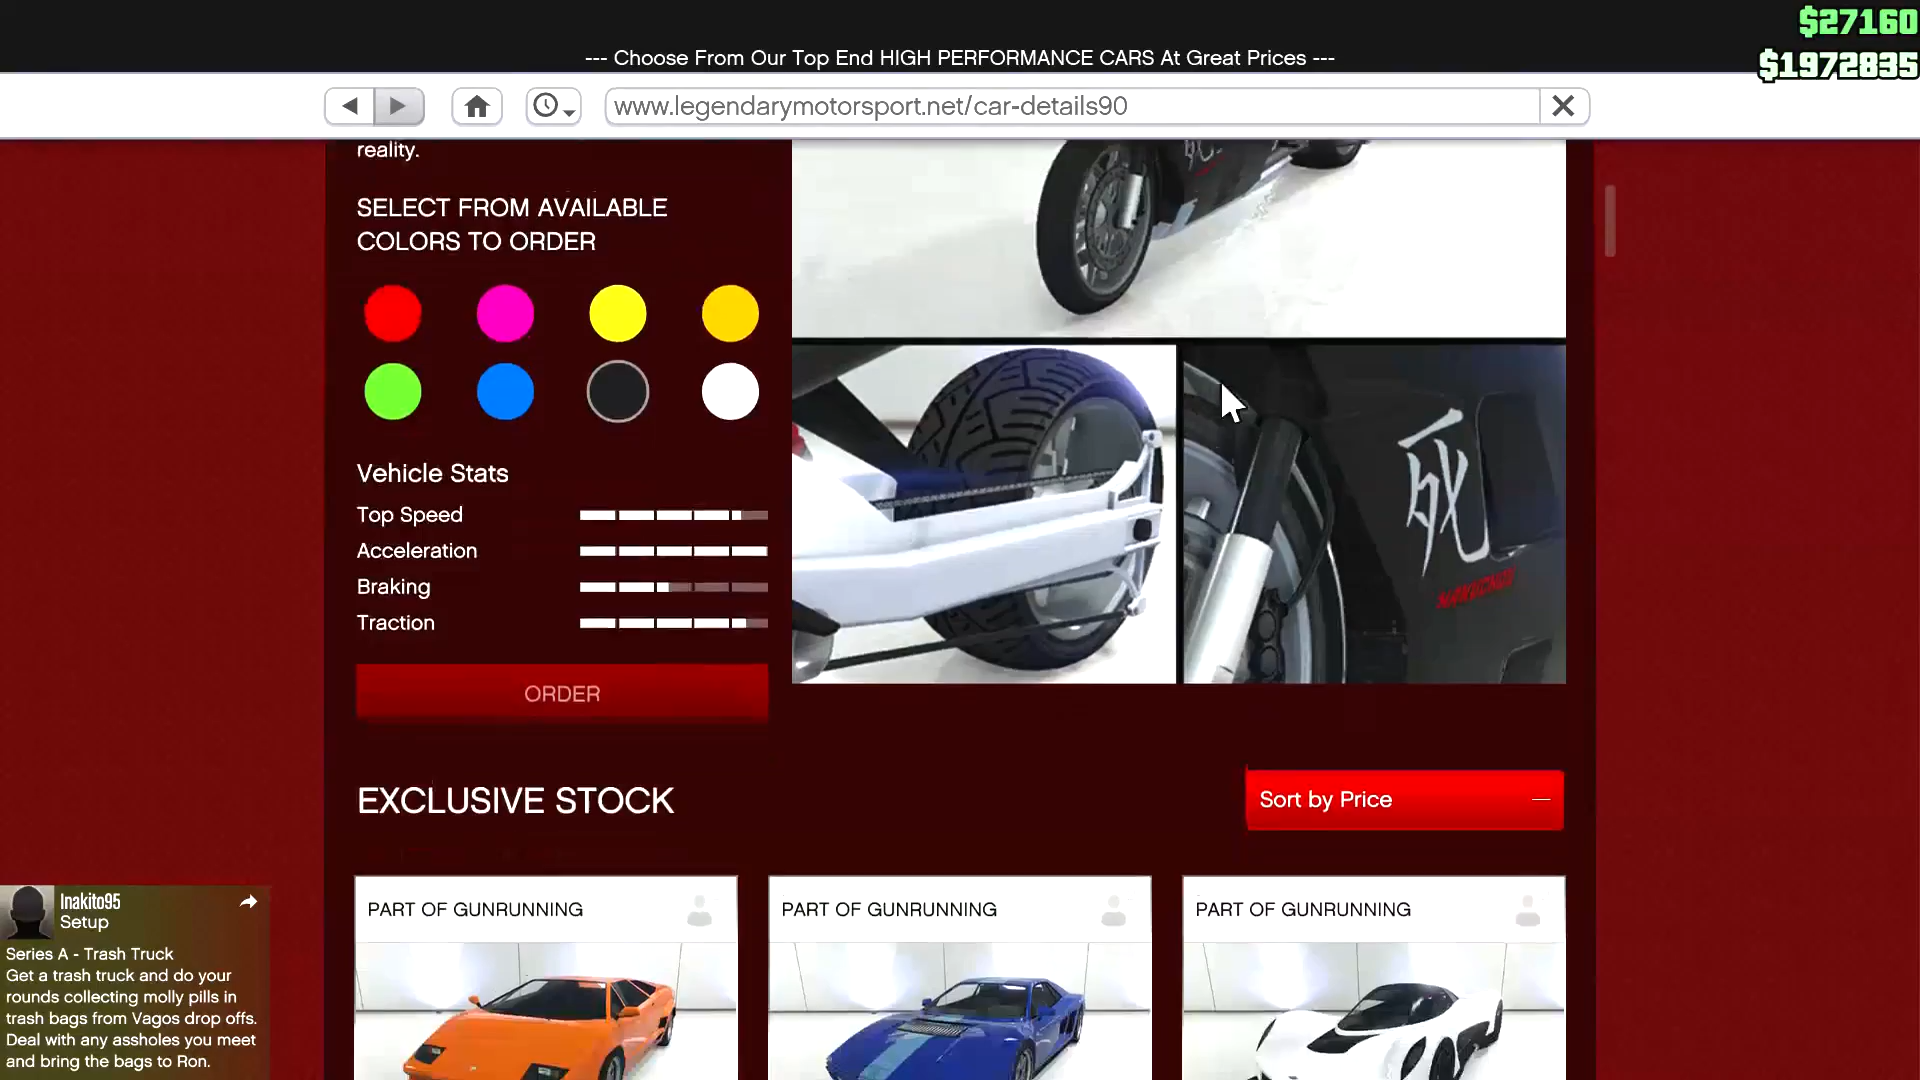 $27160
--- Choose From Our Top End HIGH PERFORMANCE CARS At Great Prices ---
$1972835
www.legendarymotorsport.net/car-details90
reality.
SELECT FROM AVAILABLE
COLORS TO ORDER
Vehicle Stats
Top Speed
Acceleration
Braking
Traction
ORDER
死
NAGASAKI
EXCLUSIVE STOCK
Sort by Price
PART OF GUNRUNNING
PART OF GUNRUNNING
PART OF GUNRUNNING
Inakito95
Setup
Series A - Trash Truck
Get a trash truck and do your
rounds collecting molly pills in
trash bags from Vagos drop offs.
Deal with any assholes you meet
and bring the bags to Ron.